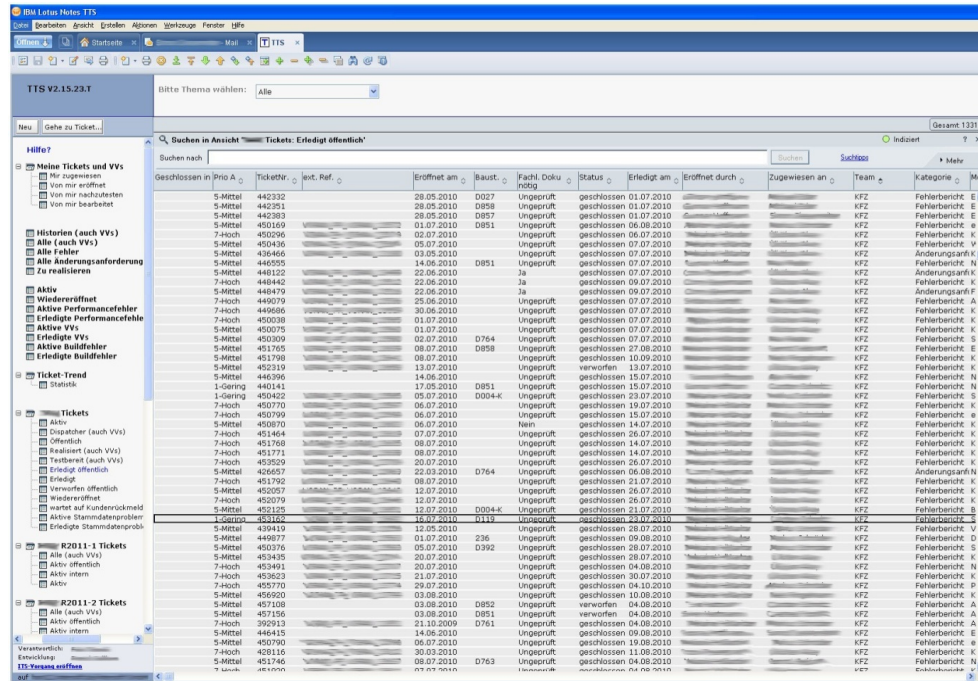 IBM Lotus Notes TTS
Datei Bearbeiten Ansicht Erstellen Aktionen Werkzeuge Fenster Hilfe
Öffnen Startseite Mail TTS
TTS V2.15.23.T Bitte Thema wählen: Alle
Neu Gehe zu Ticket... Gesamt 1331
Suchen in Ansicht ' Tickets: Erledigt öffentlich' Indiziert
Suchen nach Suchen Suchtipps Mehr
Hilfe?
Meine Tickets und VVs
Mir zugewiesen
Von mir eröffnet
Von mir nachzutesten
Von mir bearbeitet
Historien (auch VVs)
Alle (auch VVs)
Alle Fehler
Alle Änderungsanforderung
Zu realisieren
Aktiv
Wiedereröffnet
Aktive Performancefehler
Erledigte Performancefehle
Aktive VVs
Erledigte VVs
Aktive Buildfehler
Erledigte Buildfehler
Ticket-Trend
Statistik
Tickets
Aktiv
Dispatcher (auch VVs)
Öffentlich
Realisiert (auch VVs)
Testbereit (auch VVs)
Erledigt öffentlich
Erledigt
Verworfen öffentlich
Wiedereröffnet
wartet auf Kundenrückmeld
Aktive Stammdatenproblem
Erledigte Stammdatenprobl
R2011-1 Tickets
Alle (auch VVs)
Aktiv öffentlich
Aktiv intern
Aktiv
R2011-2 Tickets
Alle (auch VVs)
Aktiv öffentlich
Aktiv intern
Verantwortlich:
Entwicklung:
ITS-Vorgang eröffnen
auf
Geschlossen in Prio A TicketNr. ext. Ref. Eröffnet am Baust. Fachl. Doku nötig Status Erledigt am Eröffnet durch Zugewiesen an Team Kategorie
5-Mittel 442332 28.05.2010 D027 Ungeprüft geschlossen 01.07.2010 KFZ Fehlerbericht E
5-Mittel 442351 28.05.2010 D858 Ungeprüft geschlossen 01.07.2010 KFZ Fehlerbericht E
5-Mittel 442383 28.05.2010 D857 Ungeprüft geschlossen 01.07.2010 KFZ Fehlerbericht E
5-Mittel 450169 01.07.2010 D851 Ungeprüft geschlossen 06.08.2010 KFZ Fehlerbericht e
7-Hoch 450296 02.07.2010 Ungeprüft geschlossen 06.07.2010 KFZ Fehlerbericht K
5-Mittel 450436 05.07.2010 Ungeprüft geschlossen 07.07.2010 KFZ Fehlerbericht V
5-Mittel 436466 03.05.2010 Ungeprüft geschlossen 07.07.2010 KFZ Änderungsanfi K
5-Mittel 446555 14.06.2010 D851 Ungeprüft geschlossen 07.07.2010 KFZ Fehlerbericht N
7-Hoch 448122 22.06.2010 Ja geschlossen 09.07.2010 KFZ Änderungsanfi K
7-Hoch 448442 22.06.2010 Ja geschlossen 09.07.2010 KFZ Fehlerbericht K
5-Mittel 448479 22.06.2010 Ja geschlossen 09.07.2010 KFZ Änderungsanfi F
7-Hoch 449079 25.06.2010 Ungeprüft geschlossen 07.07.2010 KFZ Fehlerbericht A
7-Hoch 449686 30.06.2010 Ungeprüft geschlossen 07.07.2010 KFZ Fehlerbericht K
7-Hoch 450038 01.07.2010 Ungeprüft geschlossen 07.07.2010 KFZ Fehlerbericht K
5-Mittel 450075 01.07.2010 Ungeprüft geschlossen 07.07.2010 KFZ Fehlerbericht N
5-Mittel 450309 02.07.2010 D764 Ungeprüft geschlossen 07.07.2010 KFZ Fehlerbericht S
5-Mittel 451765 08.07.2010 D858 Ungeprüft geschlossen 27.08.2010 KFZ Fehlerbericht E
5-Mittel 451798 08.07.2010 Ungeprüft geschlossen 10.09.2010 KFZ Fehlerbericht K
5-Mittel 452319 13.07.2010 Ungeprüft verworfen 13.07.2010 KFZ Fehlerbericht K
5-Mittel 446396 14.06.2010 Ungeprüft geschlossen 15.07.2010 KFZ Fehlerbericht N
1-Gering 440141 17.05.2010 D851 Ungeprüft geschlossen 15.07.2010 KFZ Fehlerbericht N
1-Gering 450422 05.07.2010 D004-K Ungeprüft geschlossen 23.07.2010 KFZ Fehlerbericht S
7-Hoch 450770 06.07.2010 Ungeprüft geschlossen 19.07.2010 KFZ Fehlerbericht K
7-Hoch 450799 06.07.2010 Ungeprüft geschlossen 15.07.2010 KFZ Fehlerbericht e
5-Mittel 450870 06.07.2010 Nein geschlossen 14.07.2010 KFZ Fehlerbericht K
7-Hoch 451464 07.07.2010 Ungeprüft geschlossen 26.07.2010 KFZ Fehlerbericht K
7-Hoch 451768 08.07.2010 Ungeprüft geschlossen 14.07.2010 KFZ Fehlerbericht K
7-Hoch 451771 08.07.2010 Ungeprüft geschlossen 14.07.2010 KFZ Fehlerbericht K
7-Hoch 453529 20.07.2010 Ungeprüft geschlossen 26.07.2010 KFZ Fehlerbericht K
5-Mittel 426657 22.03.2010 D764 Ungeprüft geschlossen 06.08.2010 KFZ Änderungsanfi N
7-Hoch 451792 08.07.2010 Ungeprüft geschlossen 21.07.2010 KFZ Fehlerbericht K
5-Mittel 452057 12.07.2010 Ungeprüft geschlossen 26.07.2010 KFZ Fehlerbericht K
7-Hoch 452079 12.07.2010 Ungeprüft geschlossen 26.07.2010 KFZ Fehlerbericht K
5-Mittel 452125 12.07.2010 D004-K Ungeprüft geschlossen 21.07.2010 KFZ Fehlerbericht B
1-Gering 453162 16.07.2010 D119 Ungeprüft geschlossen 23.07.2010 KFZ Fehlerbericht S
5-Mittel 439419 12.05.2010 Ungeprüft geschlossen 28.07.2010 KFZ Fehlerbericht V
1-Gering 449877 01.07.2010 236 Ungeprüft geschlossen 09.08.2010 KFZ Fehlerbericht D
5-Mittel 450376 05.07.2010 D392 Ungeprüft geschlossen 28.07.2010 KFZ Fehlerbericht S
5-Mittel 453435 20.07.2010 Ungeprüft geschlossen 28.07.2010 KFZ Fehlerbericht K
7-Hoch 453491 20.07.2010 Ungeprüft geschlossen 04.08.2010 KFZ Fehlerbericht N
7-Hoch 453623 21.07.2010 Ungeprüft geschlossen 30.07.2010 KFZ Fehlerbericht K
7-Hoch 455770 29.07.2010 Ungeprüft geschlossen 04.10.2010 KFZ Fehlerbericht P
5-Mittel 456920 03.08.2010 Ungeprüft geschlossen 10.08.2010 KFZ Fehlerbericht K
5-Mittel 457108 03.08.2010 D852 Ungeprüft verworfen 04.08.2010 KFZ Fehlerbericht A
5-Mittel 457156 03.08.2010 D851 Ungeprüft verworfen 04.08.2010 KFZ Fehlerbericht A
7-Hoch 392913 21.10.2009 D761 Ungeprüft geschlossen 04.08.2010 KFZ Fehlerbericht A
5-Mittel 446415 14.06.2010 Ungeprüft geschlossen 09.08.2010 KFZ Fehlerbericht E
5-Mittel 450790 06.07.2010 Ungeprüft geschlossen 19.08.2010 KFZ Fehlerbericht e
7-Hoch 428116 30.03.2010 Ungeprüft geschlossen 11.08.2010 KFZ Fehlerbericht K
5-Mittel 451746 08.07.2010 D763 Ungeprüft geschlossen 04.08.2010 KFZ Fehlerbericht S